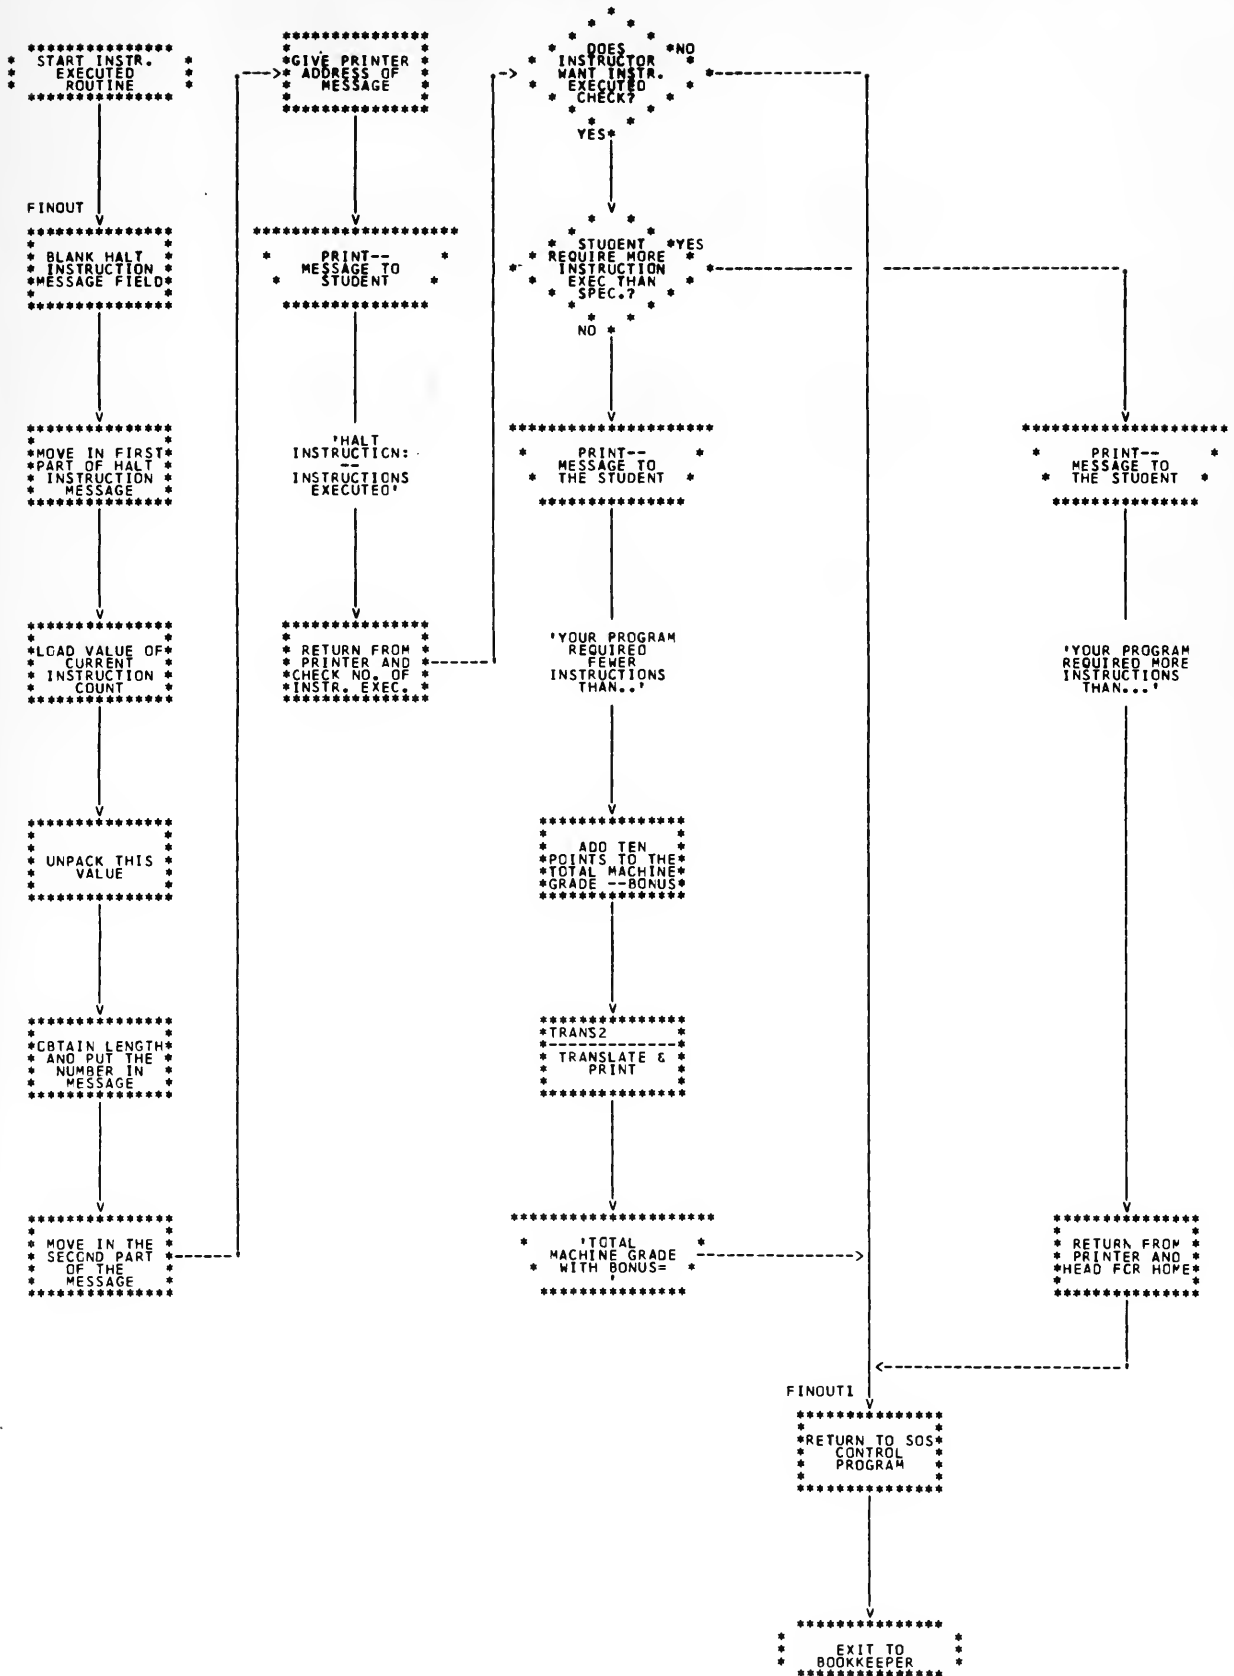 START INSTR.
EXECUTED
ROUTINE
FINOUT
BLANK HALT
INSTRUCTION
MESSAGE FIELD
MOVE IN FIRST
PART OF HALT
INSTRUCTION
MESSAGE
LOAD VALUE OF
CURRENT
INSTRUCTION
COUNT
UNPACK THIS
VALUE
CBTAIN LENGTH
AND PUT THE
NUMBER IN
MESSAGE
MOVE IN THE
SECOND PART
OF THE
MESSAGE
GIVE PRINTER
ADDRESS OF
MESSAGE
PRINT--
MESSAGE TO
STUDENT
'HALT
INSTRUCTICN:
--
INSTRUCTIONS
EXECUTED'
RETURN FROM
PRINTER AND
CHECK NO. OF
INSTR. EXEC.
DOES
INSTRUCTOR
WANT INSTR.
EXECUTED
CHECK?
NO
YES
STUDENT
REQUIRE MORE
INSTRUCTION
EXEC THAN
SPEC.?
YES
NO
PRINT--
MESSAGE TO
THE STUDENT
'YOUR PROGRAM
REQUIRED
FEWER
INSTRUCTIONS
THAN..'
ADD TEN
POINTS TO THE
TOTAL MACHINE
GRADE --BONUS
TRANS2
TRANSLATE &
PRINT
'TOTAL
MACHINE GRADE
WITH BONUS=
'
PRINT--
MESSAGE TO
THE STUDENT
'YOUR PROGRAM
REQUIRED MORE
INSTRUCTIONS
THAN...'
RETURN FROM
PRINTER AND
HEAD FCR HOME
FINOUT1
RETURN TO SOS
CONTROL
PROGRAM
EXIT TO
BOOKKEEPER